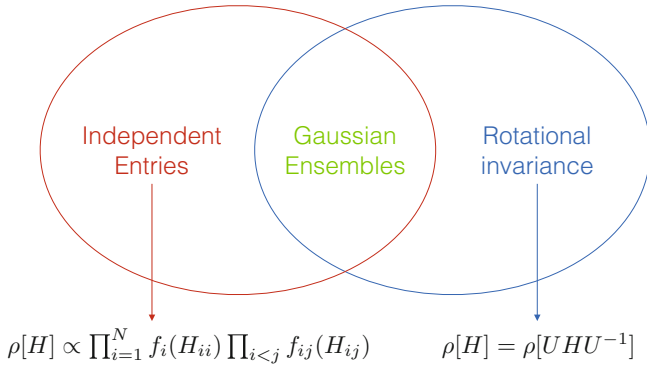 Independent
Entries
Gaussian
Ensembles
Rotational
invariance
ρ[H] ∝ ∏_{i=1}^{N} f_i(H_{ii}) ∏_{i<j} f_{ij}(H_{ij})
ρ[H] = ρ[UHU^{-1}]